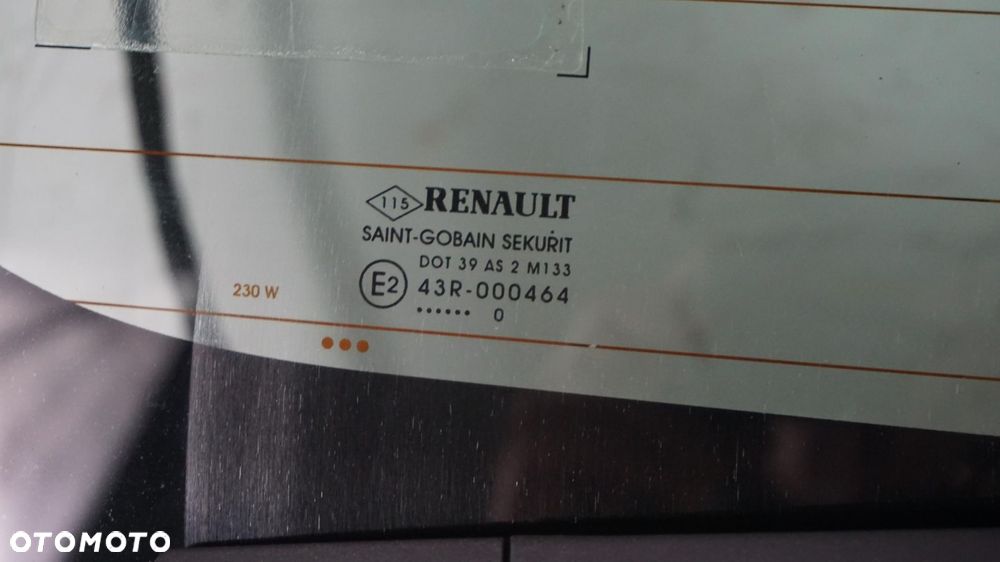 115 RENAULT
SAINT-GOBAIN SEKURIT
DOT 39 AS 2 M133
E2 43R-000464
...... 0
230 W
OTOMOTO